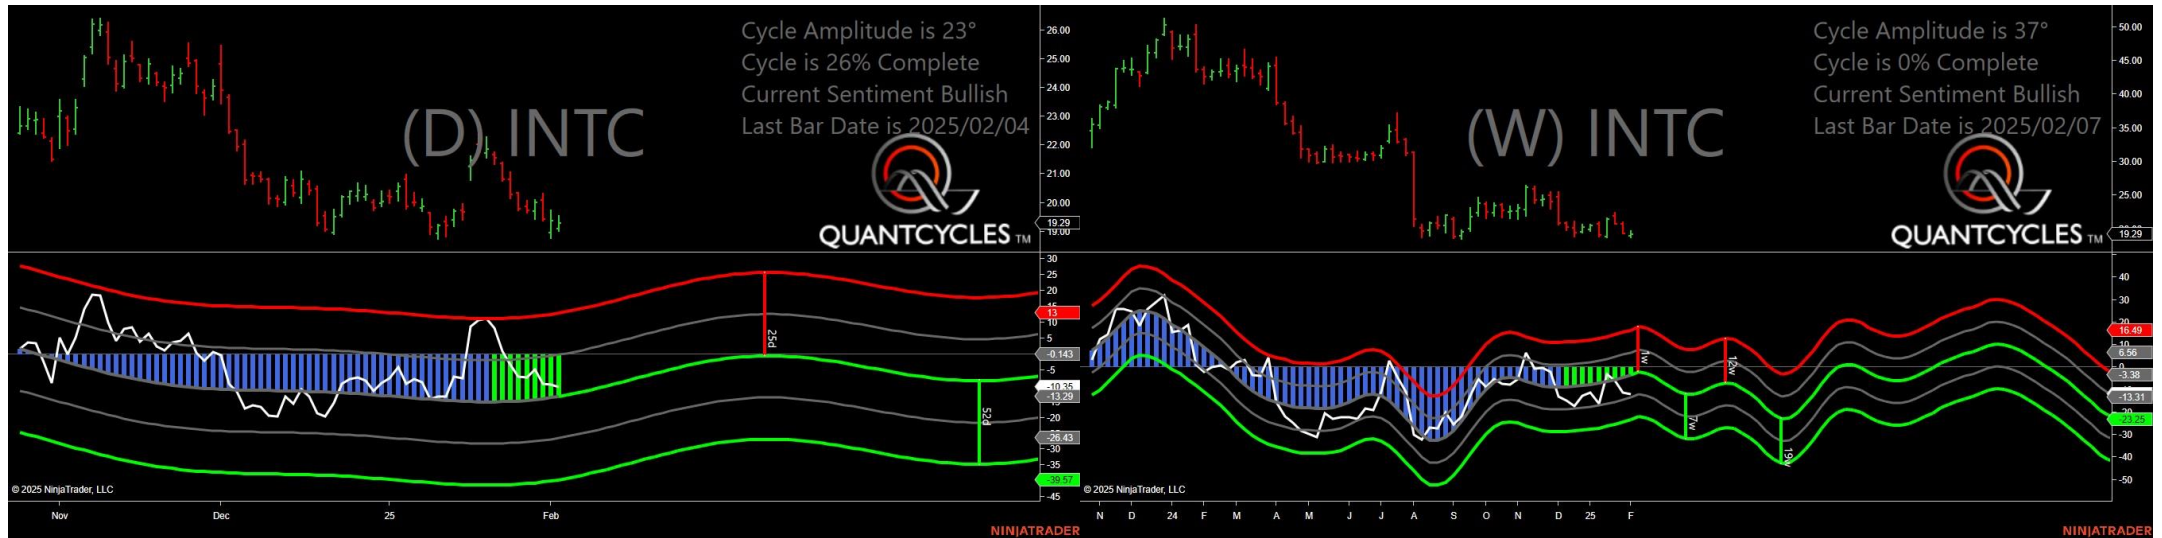 Cycle Amplitude is 23°
Cycle is 26% Complete
Current Sentiment Bullish
Last Bar Date is 2025/02/04
(D) INTC
QUANTCYCLES TM
26.00
25.00
24.00
23.00
22.00
21.00
20.00
19.29
19.00
30
25
20
13
10
5
-0.143
-5
-10.35
-13.29
-20
-26.43
-30
-35
-39.57
-45
25d
52d
© 2025 NinjaTrader, LLC
Nov
Dec
25
Feb
NINJATRADER
Cycle Amplitude is 37°
Cycle is 0% Complete
Current Sentiment Bullish
Last Bar Date is 2025/02/07
(W) INTC
QUANTCYCLES TM
50.00
45.00
40.00
35.00
30.00
25.00
19.29
40
30
16.49
10
6.56
-3.38
-13.31
-23.25
-30
-40
-50
1w
12w
7w
19w
© 2025 NinjaTrader, LLC
N
D
24
F
M
A
M
J
J
A
S
O
N
D
25
F
NINJATRADER